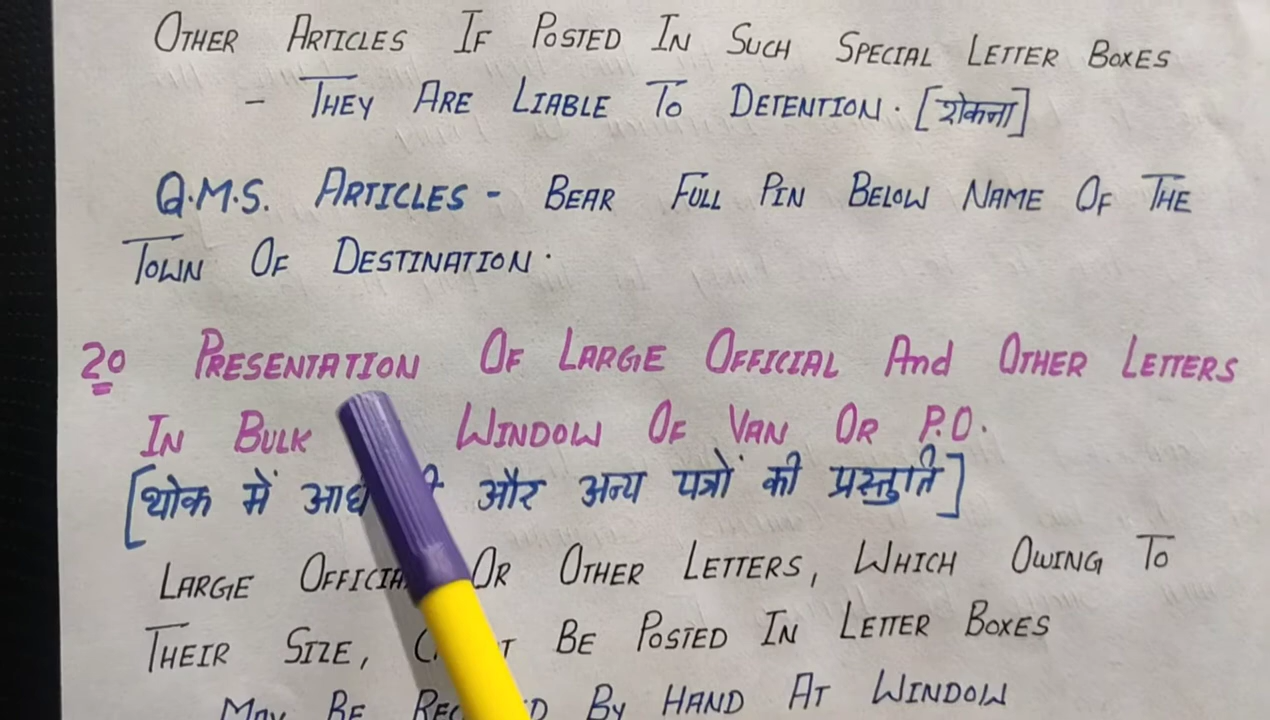 OTHER ARTICLES IF POSTED IN SUCH SPECIAL LETTER BOXES
- THEY ARE LIABLE TO DETENTION. [रोकना]
Q.M.S. ARTICLES - BEAR FULL PIN BELOW NAME OF THE
TOWN OF DESTINATION.
20 PRESENTATION OF LARGE OFFICIAL And OTHER LETTERS
IN BULK WINDOW OF VAN OR P.O.
[थोक में और अन्य पत्रों की प्रस्तुति]
LARGE OFFICIAL OR OTHER LETTERS, WHICH OWING TO
THEIR SIZE, BE POSTED IN LETTER BOXES
MAY BE BY HAND AT WINDOW